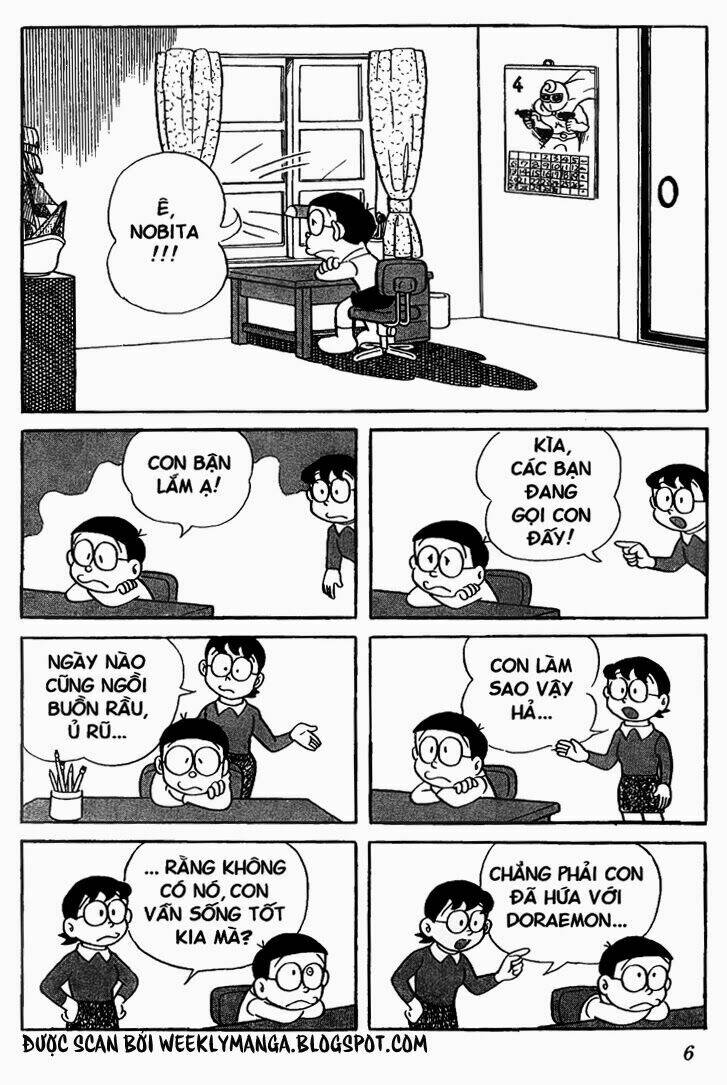 4
Ê,
NOBITA
!!!
KÌA,
CÁC BẠN
ĐANG
GỌI CON
ĐẤY!
CON BẬN
LẮM Ạ!
CON LÀM
SAO VẬY
HẢ...
NGÀY NÀO
CŨNG NGỒI
BUỒN RẦU,
Ủ RŨ...
CHẲNG PHẢI CON
ĐÃ HỨA VỚI
DORAEMON...
... RẰNG KHÔNG
CÓ NÓ, CON
VẪN SỐNG TỐT
KIA MÀ?
ĐƯỢC SCAN BỞI WEEKLYMANGA.BLOGSPOT.COM
6